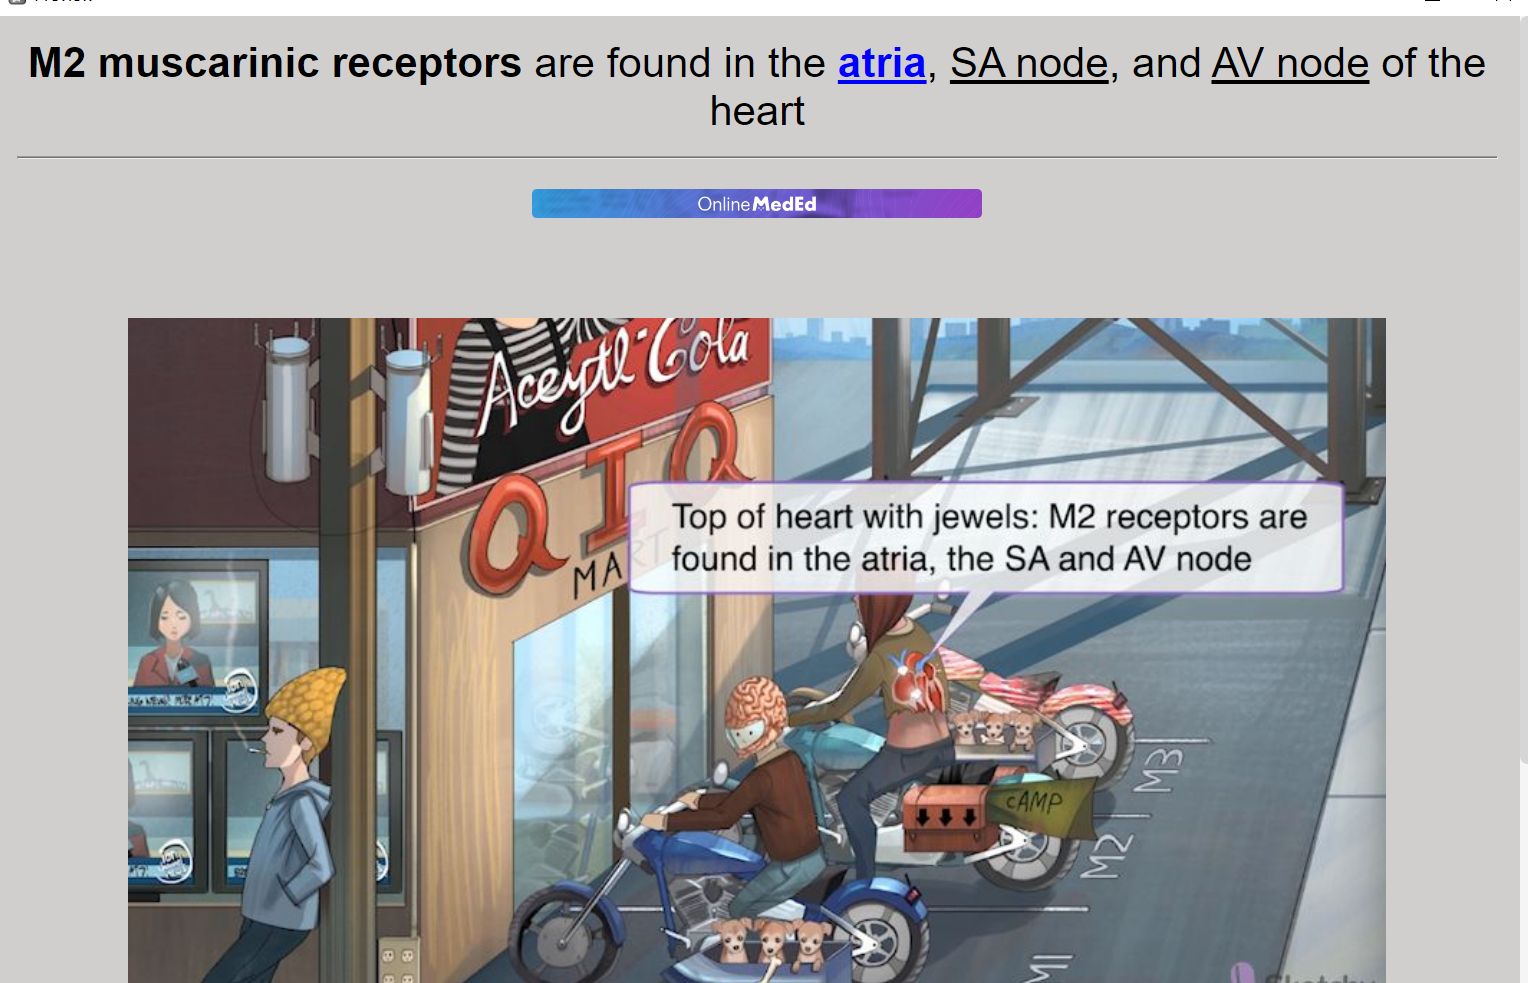 M2 muscarinic receptors are found in the atria, SA node, and AV node of the
heart
OnlineMedEd
Aceytl-Cola
QIQ
MART
Top of heart with jewels: M2 receptors are
found in the atria, the SA and AV node
cAMP
M3
M2
M1